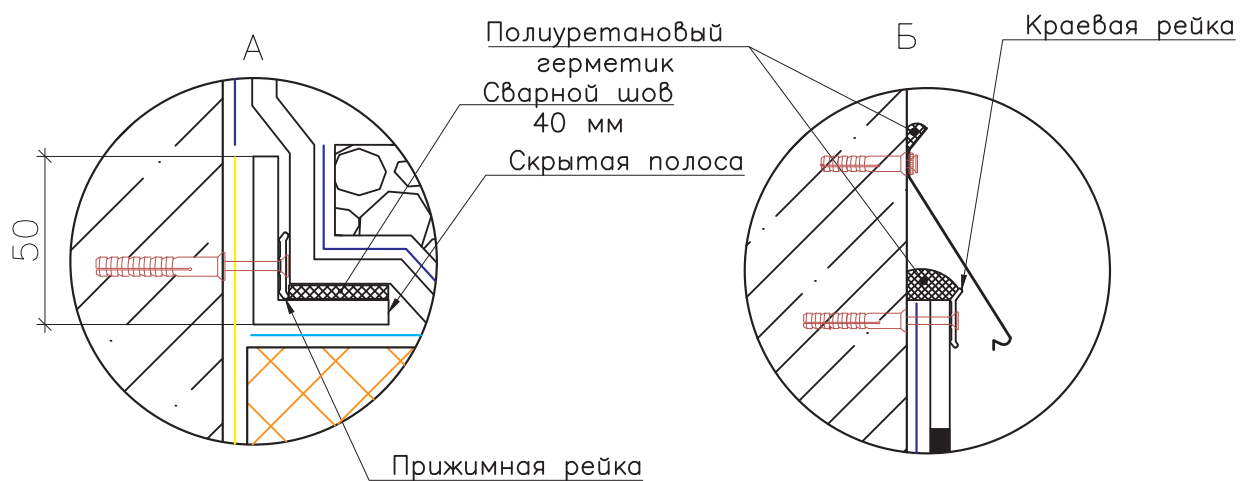 А
Полиуретановый
герметик
Сварной шов
40 мм
Скрытая полоса
50
Прижимная рейка
Б
Краевая рейка